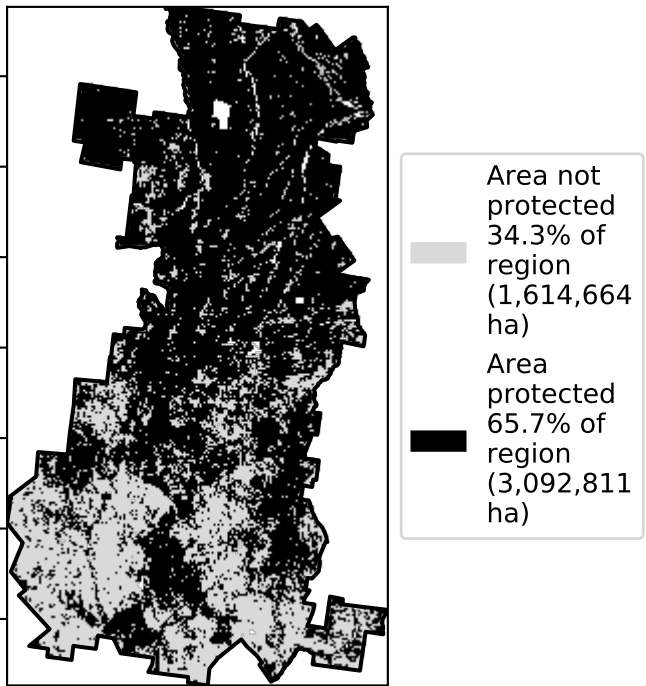 Area not
protected
34.3% of
region
(1,614,664
ha)
Area
protected
65.7% of
region
(3,092,811
ha)